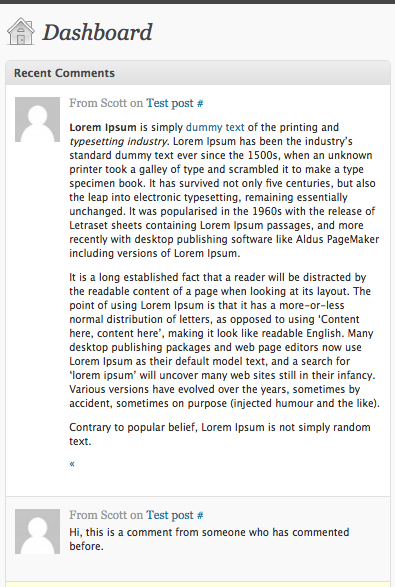 Dashboard
Recent Comments
From Scott on Test post #
Lorem Ipsum is simply dummy text of the printing and
typesetting industry. Lorem Ipsum has been the industry's
standard dummy text ever since the 1500s, when an unknown
printer took a galley of type and scrambled it to make a type
specimen book. It has survived not only five centuries, but also
the leap into electronic typesetting, remaining essentially
unchanged. It was popularised in the 1960s with the release of
Letraset sheets containing Lorem Ipsum passages, and more
recently with desktop publishing software like Aldus PageMaker
including versions of Lorem Ipsum.
It is a long established fact that a reader will be distracted by
the readable content of a page when looking at its layout. The
point of using Lorem Ipsum is that it has a more-or-less
normal distribution of letters, as opposed to using ‘Content
here, content here’, making it look like readable English. Many
desktop publishing packages and web page editors now use
Lorem Ipsum as their default model text, and a search for
‘lorem ipsum’ will uncover many web sites still in their infancy.
Various versions have evolved over the years, sometimes by
accident, sometimes on purpose (injected humour and the like).
Contrary to popular belief, Lorem Ipsum is not simply random
text.
«
From Scott on Test post #
Hi, this is a comment from someone who has commented
before.